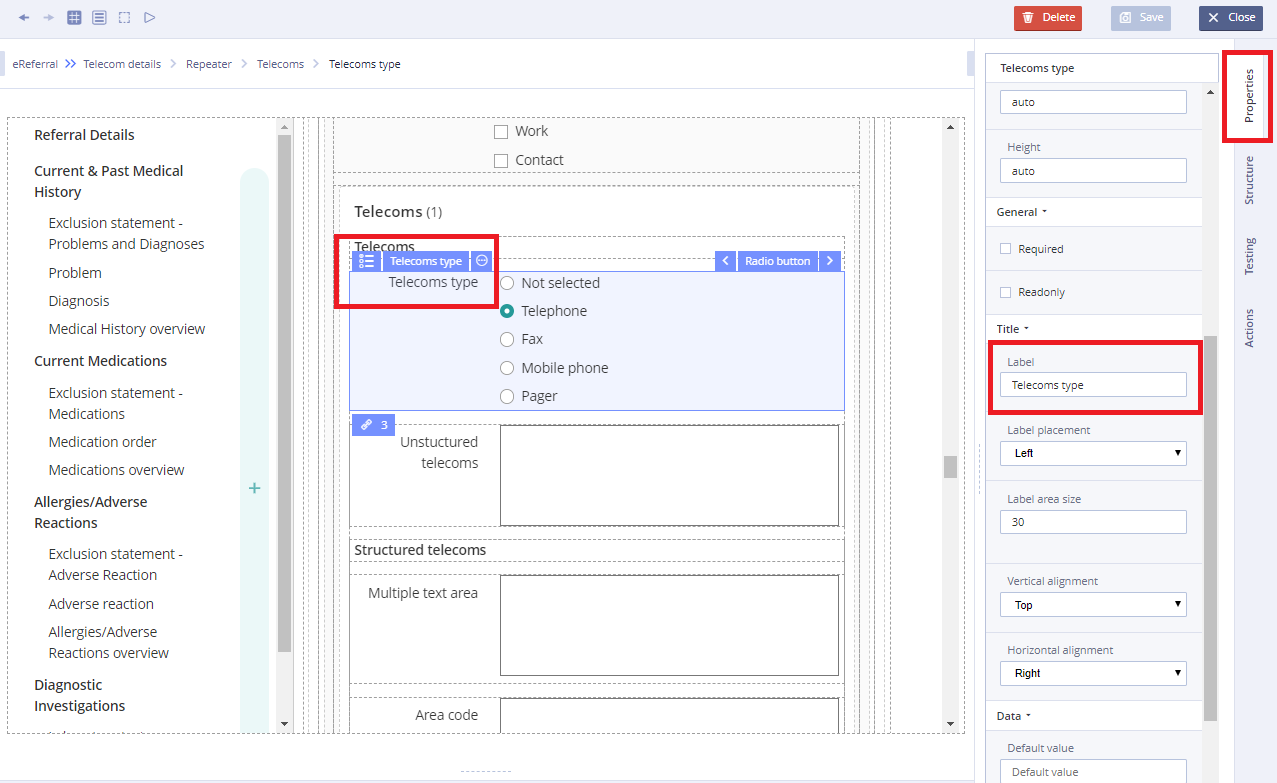 Delete
Save
Close
eReferral
Telecom details
Repeater
Telecoms
Telecoms type
Referral Details
Current & Past Medical
History
Exclusion statement -
Problems and Diagnoses
Problem
Diagnosis
Medical History overview
Current Medications
Exclusion statement -
Medications
Medication order
Medications overview
Allergies/Adverse
Reactions
Exclusion statement -
Adverse Reaction
Adverse reaction
Allergies/Adverse
Reactions overview
Diagnostic
Investigations
Work
Contact
Telecoms (1)
Telecoms
Telecoms type
Radio button
Telecoms type
Not selected
Telephone
Fax
Mobile phone
Pager
3
Unstuctured
telecoms
Structured telecoms
Multiple text area
Area code
Telecoms type
auto
Height
auto
General
Required
Readonly
Title
Label
Telecoms type
Label placement
Left
Label area size
30
Vertical alignment
Top
Horizontal alignment
Right
Data
Default value
Default value
Properties
Structure
Testing
Actions